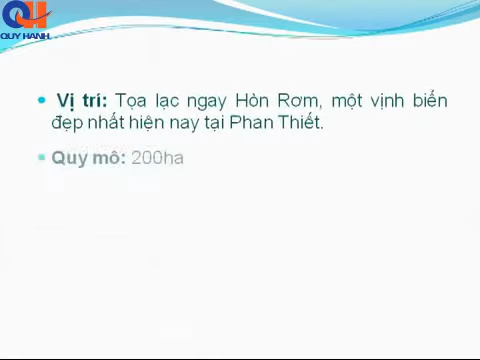 QH
QUY HANH
Vị trí: Tọa lạc ngay Hòn Rơm, một vịnh biển
đẹp nhất hiện nay tại Phan Thiết.
Quy mô: 200ha